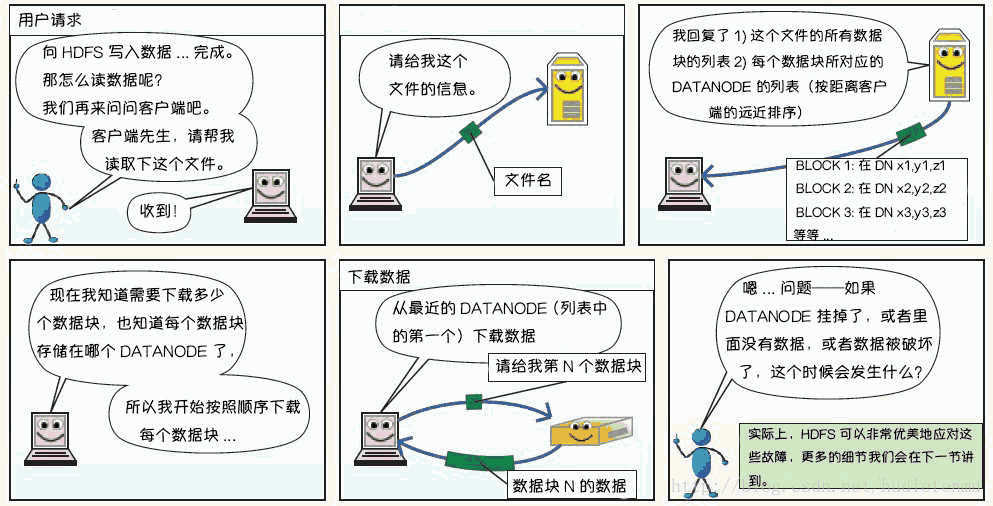 用户请求
向 HDFS 写入数据 ... 完成。
那怎么读数据呢？
我们再来问问客户端吧。
客户端先生，请帮我
读取下这个文件。
收到！
请给我这个
文件的信息。
文件名
我回复了 1) 这个文件的所有数据
块的列表 2) 每个数据块所对应的
DATANODE 的列表（按距离客户
端的远近排序）
BLOCK 1: 在 DN x1,y1,z1
BLOCK 2: 在 DN x2,y2,z2
BLOCK 3: 在 DN x3,y3,z3
等等 ...
现在我知道需要下载多少
个数据块，也知道每个数据块
存储在哪个 DATANODE 了，
所以我开始按照顺序下载
每个数据块 ...
下载数据
从最近的 DATANODE（列表中
的第一个）下载数据
请给我第 N 个数据块
数据块 N 的数据
嗯 ... 问题——如果
DATANODE 挂掉了，或者里
面没有数据，或者数据被破坏
了，这个时候会发生什么？
实际上，HDFS 可以非常优美地应对这
些故障，更多的细节我们会在下一节讲
到。